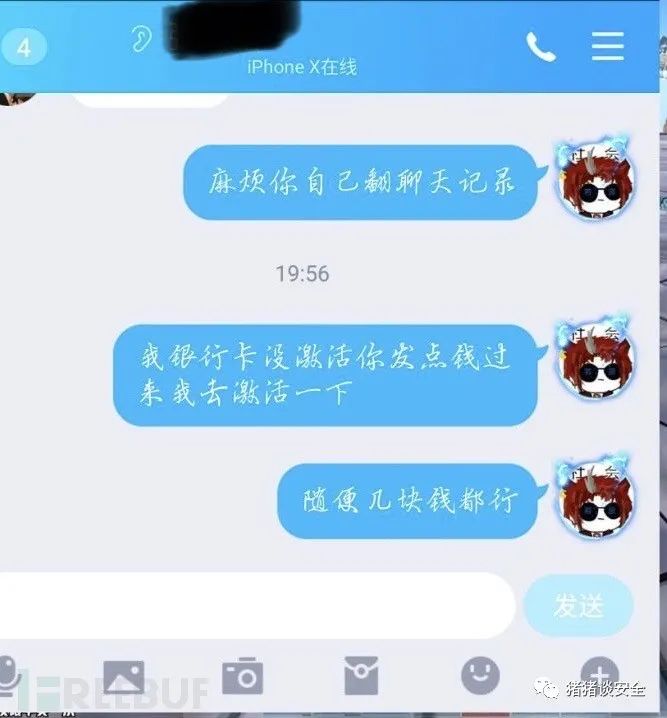 4
iPhone X在线
麻烦你自己翻聊天记录
19:56
我银行卡没激活你发点钱过
来我去激活一下
随便几块钱都行
发送
FREEBUF
猪猪谈安全